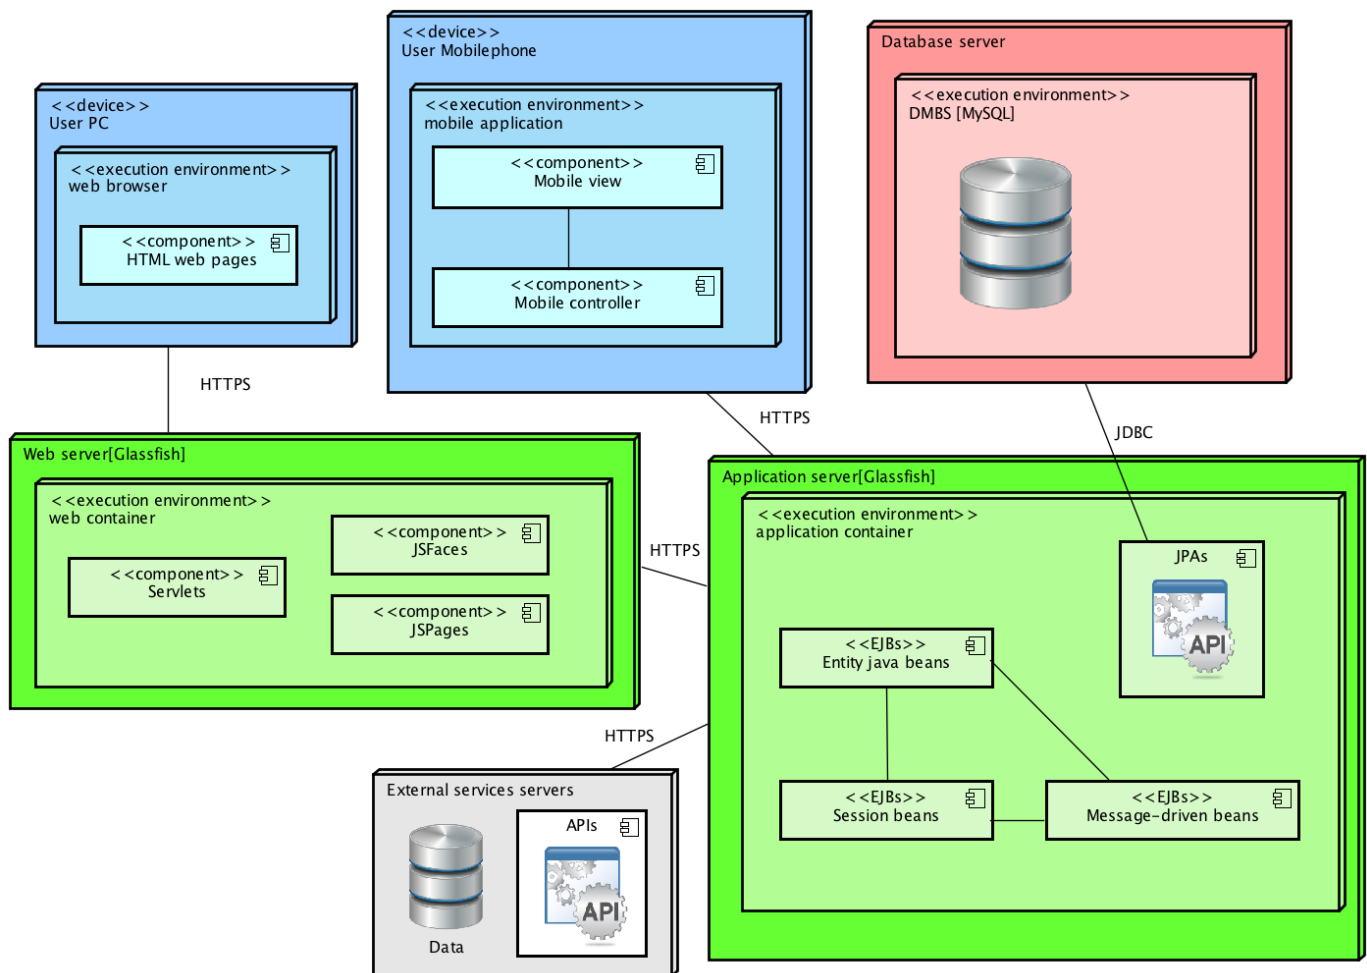 <<device>>
User Mobilephone
<<execution environment>>
mobile application
<<component>>
Mobile view
<<component>>
Mobile controller
Database server
<<execution environment>>
DMBS [MySQL]
<<device>>
User PC
<<execution environment>>
web browser
<<component>>
HTML web pages
HTTPS
HTTPS
JDBC
Web server[Glassfish]
<<execution environment>>
web container
<<component>>
Servlets
<<component>>
JSFaces
<<component>>
JSPages
HTTPS
Application server[Glassfish]
<<execution environment>>
application container
JPAs
API
<<EJBs>>
Entity java beans
<<EJBs>>
Session beans
<<EJBs>>
Message-driven beans
HTTPS
External services servers
Data
APIs
API